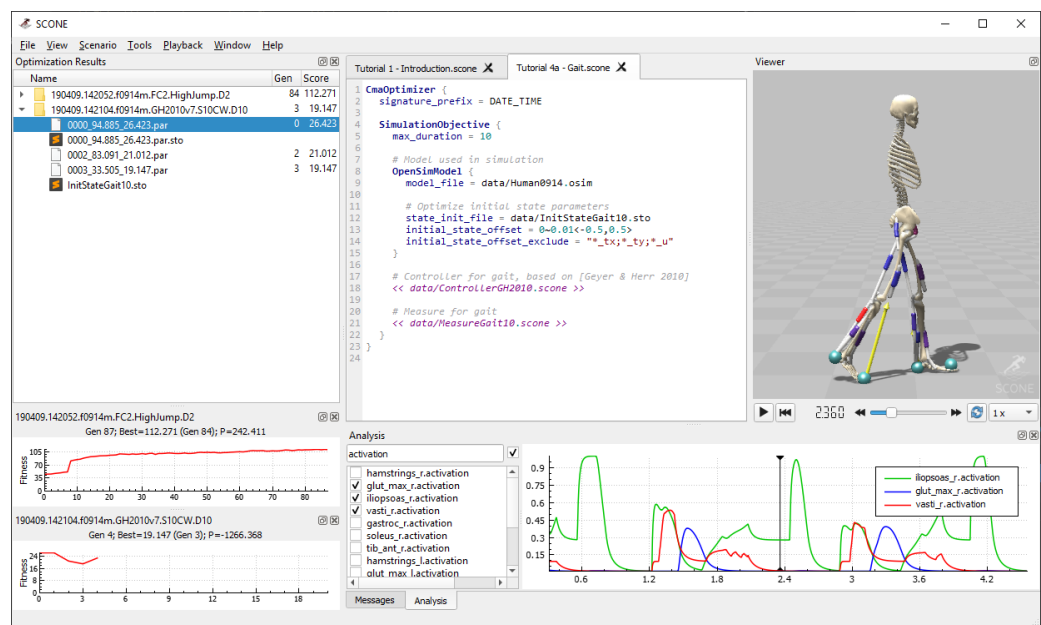 SCONE
File View Scenario Tools Playback Window Help
Optimization Results
Name Gen Score
190409.142052.f0914m.FC2.HighJump.D2 84 112.271
190409.142104.f0914m.GH2010v7.S10CW.D10 3 19.147
0000_94.885_26.423.par 0 26.423
0000_94.885_26.423.par.sto
0002_83.091_21.012.par 2 21.012
0003_33.505_19.147.par 3 19.147
InitStateGait10.sto
190409.142052.f0914m.FC2.HighJump.D2
Gen 87; Best=112.271 (Gen 84); P=242.411
Fitness
105
70
35
0
0 10 20 30 40 50 60 70 80
190409.142104.f0914m.GH2010v7.S10CW.D10
Gen 4; Best=19.147 (Gen 3); P=-1266.368
Fitness
24
16
8
0
0 3 6 9 12 15 18
Tutorial 1 - Introduction.scone Tutorial 4a - Gait.scone
1 CmaOptimizer {
2 signature_prefix = DATE_TIME
3
4 SimulationObjective {
5 max_duration = 10
6
7 # Model used in simulation
8 OpenSimModel {
9 model_file = data/Human0914.osim
10
11 # Optimize initial state parameters
12 state_init_file = data/InitStateGait10.sto
13 initial_state_offset = 0~0.01<-0.5,0.5>
14 initial_state_offset_exclude = "*_tx;*_ty;*_u"
15 }
16
17 # Controller for gait, based on [Geyer & Herr 2010]
18 << data/ControllerGH2010.scone >>
19
20 # Measure for gait
21 << data/MeasureGait10.scone >>
22 }
23 }
24
Viewer
SCONE
2.360
1 x
Analysis
activation
hamstrings_r.activation
glut_max_r.activation
iliopsoas_r.activation
vasti_r.activation
gastroc_r.activation
soleus_r.activation
tib_ant_r.activation
hamstrings_l.activation
glut_max_l.activation
0.9
0.75
0.6
0.45
0.3
0.15
0.6 1.2 1.8 2.4 3 3.6 4.2
iliopsoas_r.activation
glut_max_r.activation
vasti_r.activation
Messages Analysis